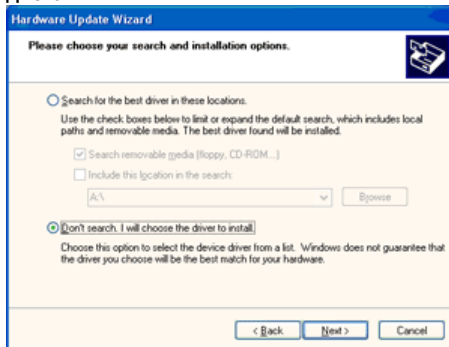 Hardware Update Wizard
Please choose your search and installation options.
Search for the best driver in these locations.
Use the check boxes below to limit or expand the default search, which includes local
paths and removable media. The best driver found will be installed.
Search removable media (floppy, CD-ROM...)
Include this location in the search:
A:\ Browse
Don't search. I will choose the driver to install.
Choose this option to select the device driver from a list. Windows does not guarantee that
the driver you choose will be the best match for your hardware.
< Back Next > Cancel